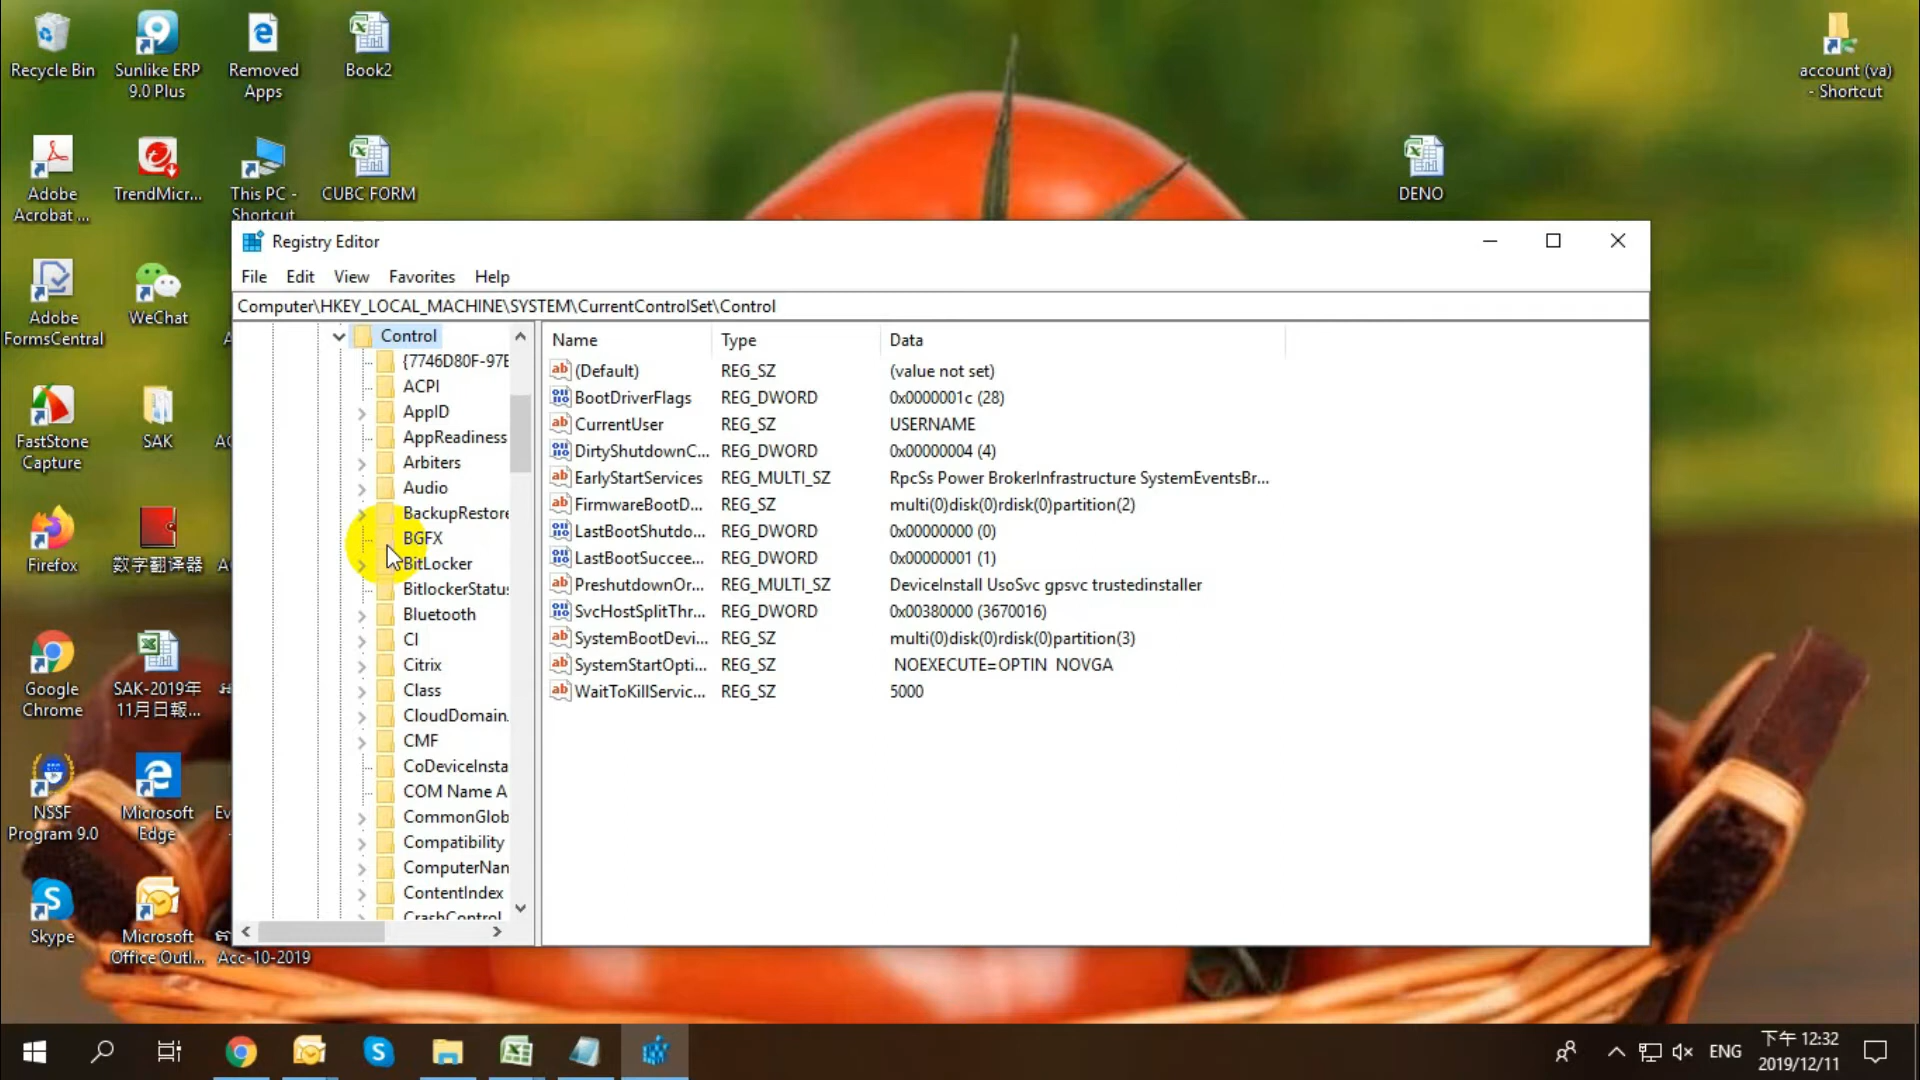 Recycle Bin
Sunlike ERP
9.0 Plus
Removed
Apps
Book2
account (va)
- Shortcut
Adobe
Acrobat ...
TrendMicr...
This PC -
Shortcut
CUBC FORM
DENO
Adobe
FormsCentral
WeChat
FastStone
Capture
SAK
Firefox
数字翻译器
Google
Chrome
SAK-2019年
11月日報...
NSSF
Program 9.0
Microsoft
Edge
Skype
Microsoft
Office Outl...
Acc-10-2019
Registry Editor
File Edit View Favorites Help
Computer\HKEY_LOCAL_MACHINE\SYSTEM\CurrentControlSet\Control
Control
{7746D80F-97E
ACPI
AppID
AppReadiness
Arbiters
Audio
BackupRestore
BGFX
BitLocker
BitlockerStatus
Bluetooth
CI
Citrix
Class
CloudDomain
CMF
CoDeviceInsta
COM Name A
CommonGlob
Compatibility
ComputerNan
ContentIndex
CrashControl
Name Type Data
(Default) REG_SZ (value not set)
BootDriverFlags REG_DWORD 0x0000001c (28)
CurrentUser REG_SZ USERNAME
DirtyShutdownC... REG_DWORD 0x00000004 (4)
EarlyStartServices REG_MULTI_SZ RpcSs Power BrokerInfrastructure SystemEventsBr...
FirmwareBootD... REG_SZ multi(0)disk(0)rdisk(0)partition(2)
LastBootShutdo... REG_DWORD 0x00000000 (0)
LastBootSuccee... REG_DWORD 0x00000001 (1)
PreshutdownOr... REG_MULTI_SZ DeviceInstall UsoSvc gpsvc trustedinstaller
SvcHostSplitThr... REG_DWORD 0x00380000 (3670016)
SystemBootDevi... REG_SZ multi(0)disk(0)rdisk(0)partition(3)
SystemStartOpti... REG_SZ NOEXECUTE=OPTIN NOVGA
WaitToKillServic... REG_SZ 5000
ENG
下午 12:32
2019/12/11